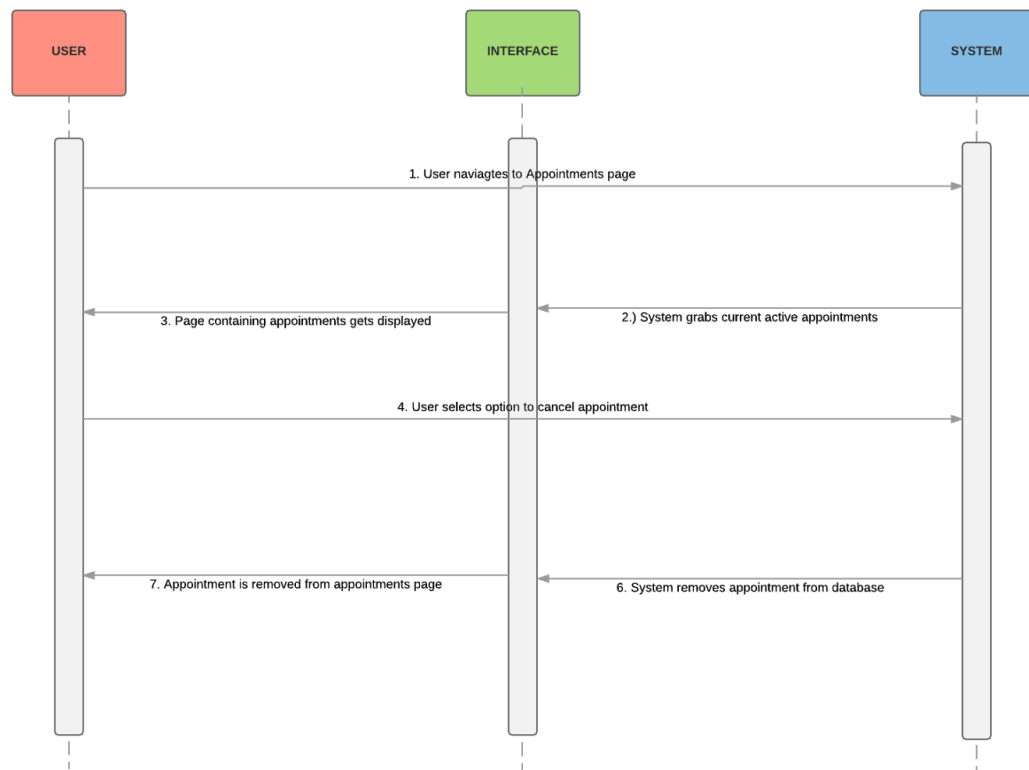 USER
INTERFACE
SYSTEM
1. User naviagtes to Appointments page
3. Page containing appointments gets displayed
2.) System grabs current active appointments
4. User selects option to cancel appointment
7. Appointment is removed from appointments page
6. System removes appointment from database